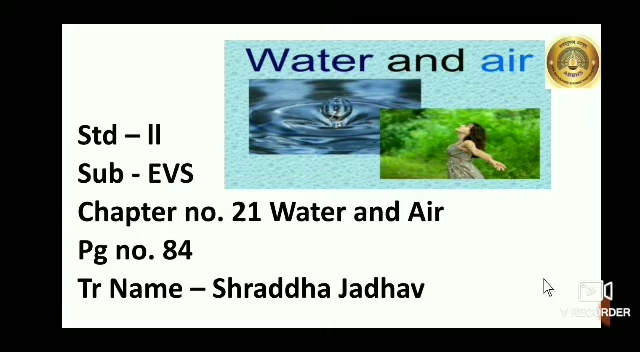 Water and air
Std – ll
Sub - EVS
Chapter no. 21 Water and Air
Pg no. 84
Tr Name – Shraddha Jadhav
V RECORDER